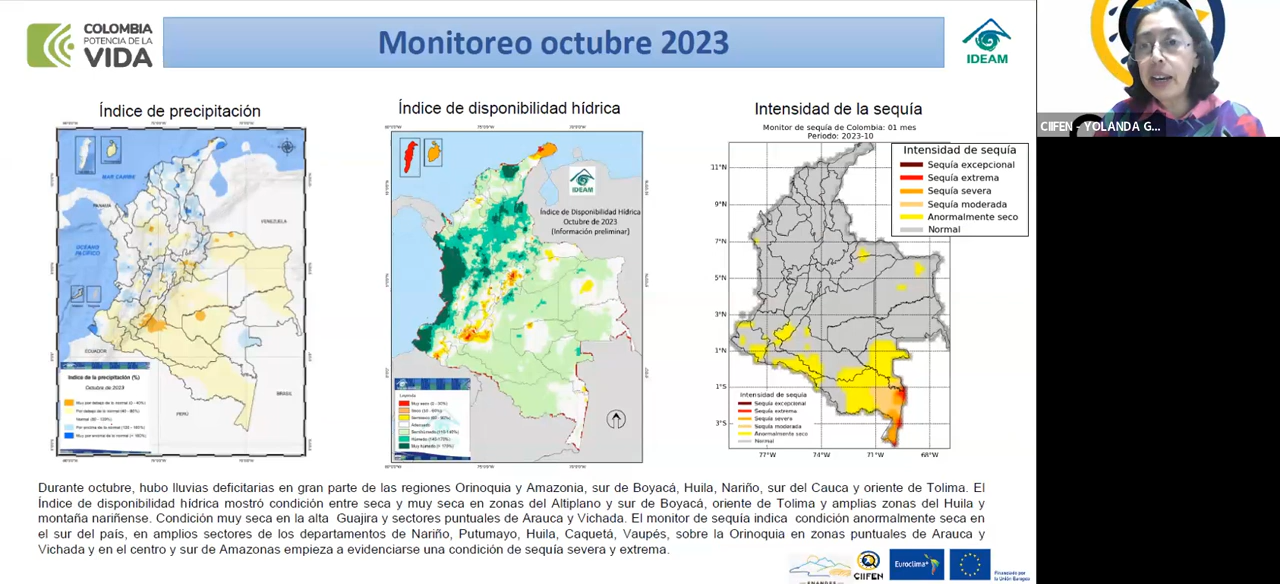 COLOMBIA
POTENCIA DE LA
VIDA
Monitoreo octubre 2023
IDEAM
CIIFEN - YOLANDA G...
Índice de precipitación
MAR CARIBE
PANAMA
VENEZUELA
OCEANO
PACÍFICO
ECUADOR
PERÚ
BRASIL
Índice de la precipitación (%)
Octubre de 2023
Índice de disponibilidad hídrica
IDEAM
Índice de Disponibilidad Hídrica
Octubre de 2023
(Información preliminar)
Leyenda
Adecuado
Intensidad de la sequía
Monitor de sequía de Colombia: 01 mes
Periodo: 2023-10
Intensidad de sequía
Sequía excepcional
Sequía extrema
Sequía severa
Sequía moderada
Anormalmente seco
Normal
11°N
9°N
7°N
5°N
3°N
1°N
1°S
3°S
Intensidad de sequía
Sequía excepcional
Sequía extrema
Sequía severa
Sequía moderada
Anormalmente seco
Normal
77°W
74°W
71°W
68°W
Durante octubre, hubo lluvias deficitarias en gran parte de las regiones Orinoquia y Amazonia, sur de Boyacá, Huila, Nariño, sur del Cauca y oriente de Tolima. El
Índice de disponibilidad hídrica mostró condición entre seca y muy seca en zonas del Altiplano y sur de Boyacá, oriente de Tolima y amplias zonas del Huila y
montaña nariñense. Condición muy seca en la alta Guajira y sectores puntuales de Arauca y Vichada. El monitor de sequía indica condición anormalmente seca en
el sur del país, en amplios sectores de los departamentos de Nariño, Putumayo, Huila, Caquetá, Vaupés, sobre la Orinoquia en zonas puntuales de Arauca y
Vichada y en el centro y sur de Amazonas empieza a evidenciarse una condición de sequía severa y extrema.
CIIFEN
Euroclima+
Financiado por
la Unión Europea